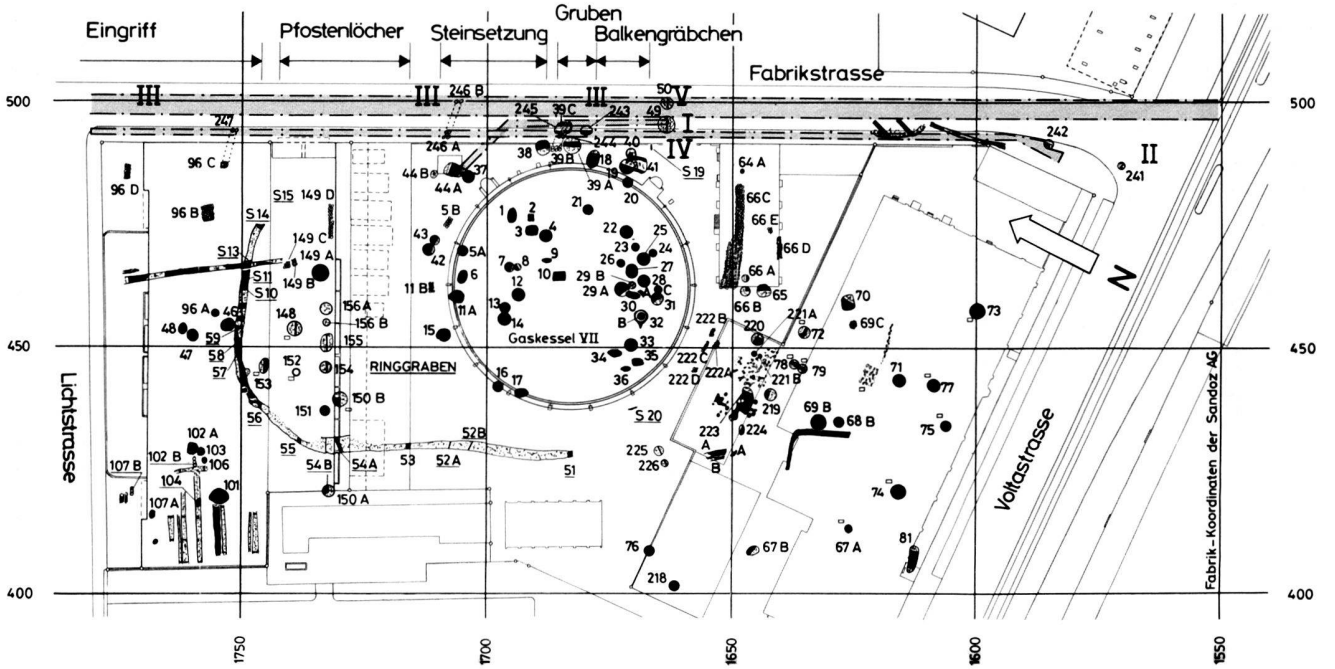 Gruben
Eingriff Pfostenlöcher Steinsetzung Balkengräbchen
Fabrikstrasse
III III 246 B III 50 V
500 245 39 C 243 49 500
I
247 246 A IV 242
II
96 C 38 39 B 244 40 64 A 241
18 41 S 19
44 B 44 A 37 39 A 19 20
96 D S 15 149 D 66 C
96 B S 14 5 B 1 2 21 66 E
3 4 22 25
43 23 24 66 D
S 13 149 C 42 5A 7 8 9 26 27
S 11 149 A 6 10 29 B 28 66 A
S 10 149 B 11 B 12 29 A A C N
11 A 30 31 66 B 65 70
96 A 156 A 13 B 32 222 B 221 A 73
48 46 148 156 B 15 14 33 220 72 69 C
59 155 Gaskessel VII
47 450 58 34 35 222 C 78 71 450
57 152 154 RINGGRABEN 36 222 D 222 A 221 B 79 77
153 16 17
Lichtstrasse 150 B 219
151 S 20 69 B 68 B
56 223 224 75
102 A 55 54 B 54 A 53 52 A 52 B 51 225 A A
102 B 103 226 B
107 B 106 Voltastrasse
104 101 150 A 74
107 A
76 67 B 67 A 81
218
400 400
Fabrik-Koordinaten der Sandoz AG
1750 1700 1650 1600 1550